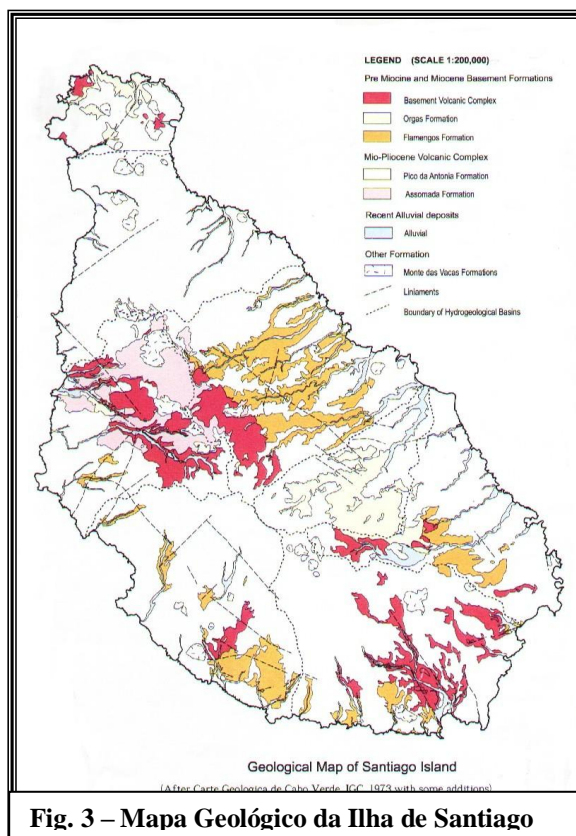 LEGEND (SCALE 1:200,000)
Pre Miocene and Miocene Basement Formations
Basement Volcanic Complex
Orgas Formation
Flamengos Formation
Mio-Pliocene Volcanic Complex
Pico da Antonia Formation
Assomada Formation
Recent Alluvial deposits
Alluvial
Other Formation
Monte das Vacas Formations
Liniaments
Boundary of Hydrogeological Basins
Geological Map of Santiago Island
(After Carte Geologica de Cabo Verde, IGC, 1973 with some additions)
Fig. 3 – Mapa Geológico da Ilha de Santiago